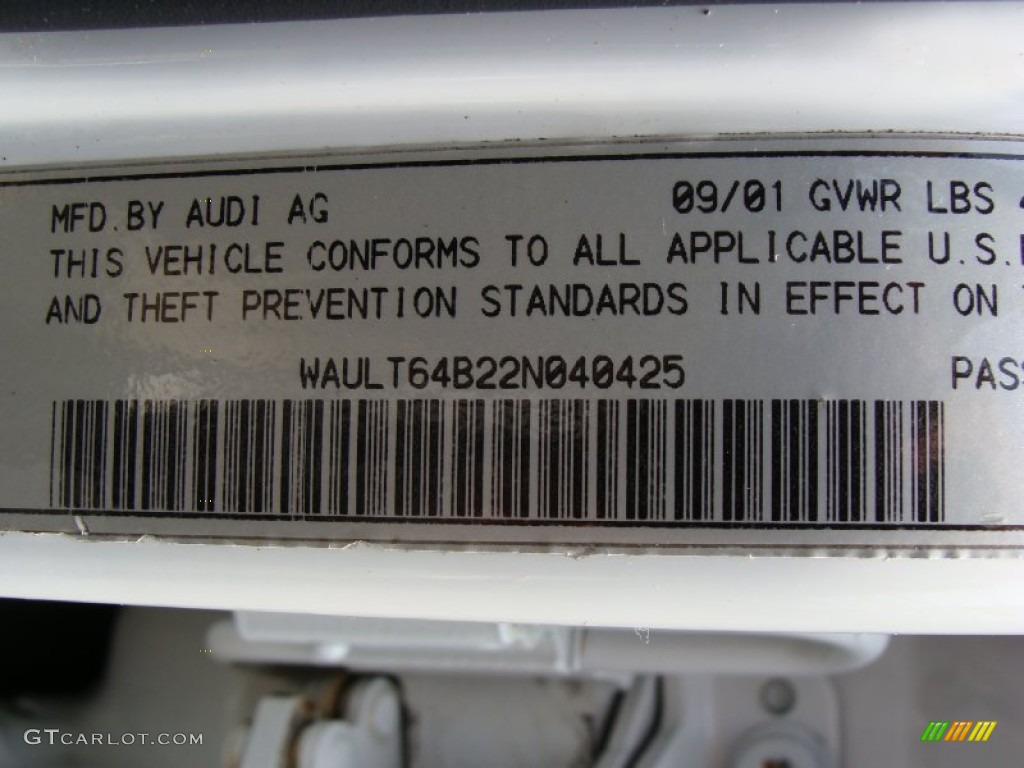 MFD. BY AUDI AG 09/01 GVWR LBS
THIS VEHICLE CONFORMS TO ALL APPLICABLE U.S.
AND THEFT PREVENTION STANDARDS IN EFFECT ON
WAULT64B22N040425 PASS
GTCARLOT.COM